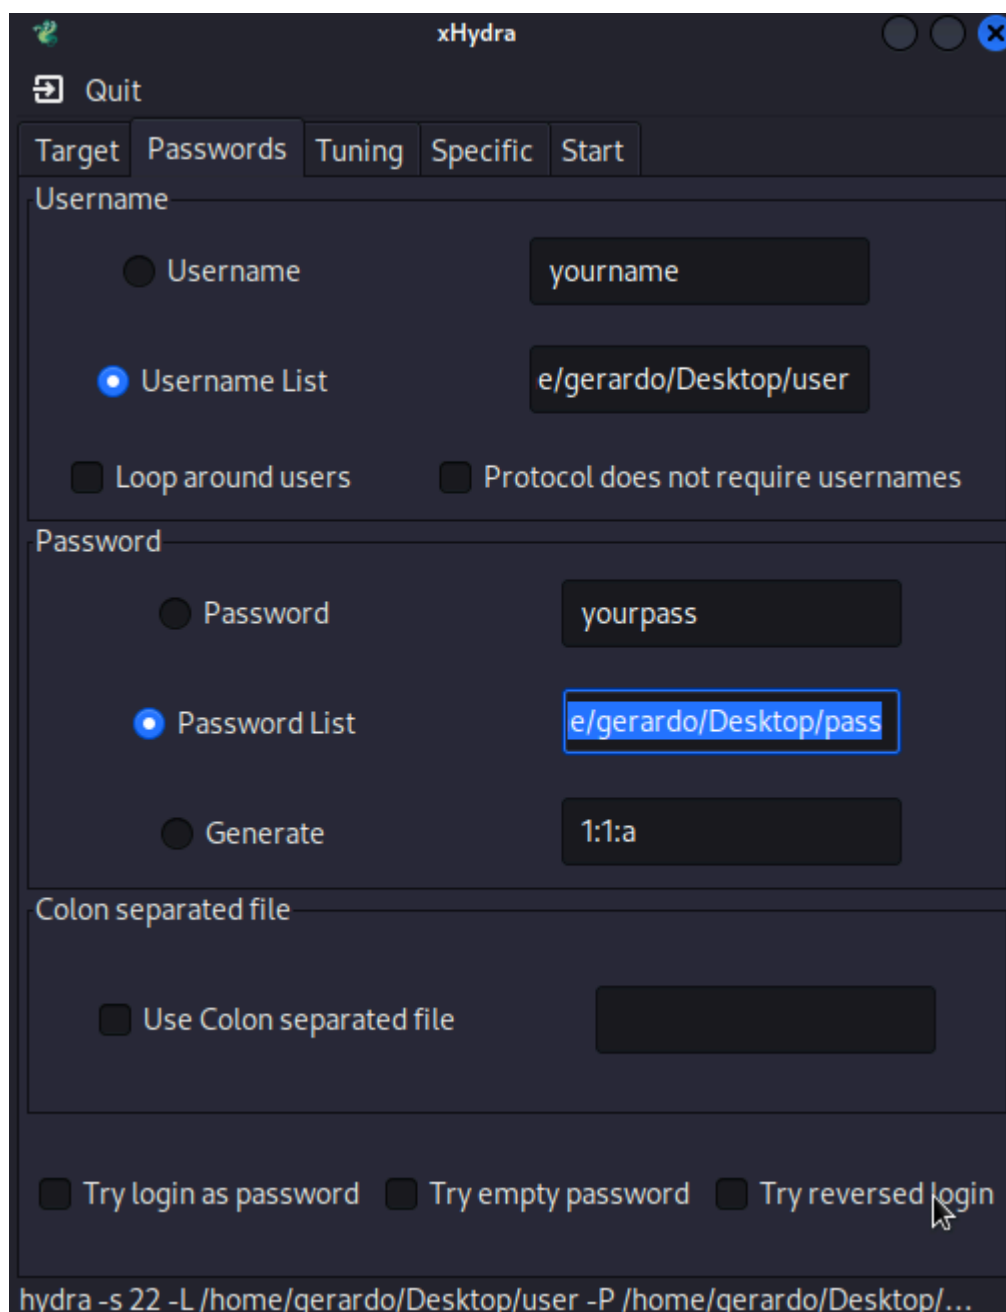 xHydra
Quit
Target Passwords Tuning Specific Start
Username
Username yourname
Username List e/gerardo/Desktop/user
Loop around users Protocol does not require usernames
Password
Password yourpass
Password List e/gerardo/Desktop/pass
Generate 1:1:a
Colon separated file
Use Colon separated file
Try login as password Try empty password Try reversed login
hydra -s 22 -L /home/gerardo/Desktop/user -P /home/gerardo/Desktop/...